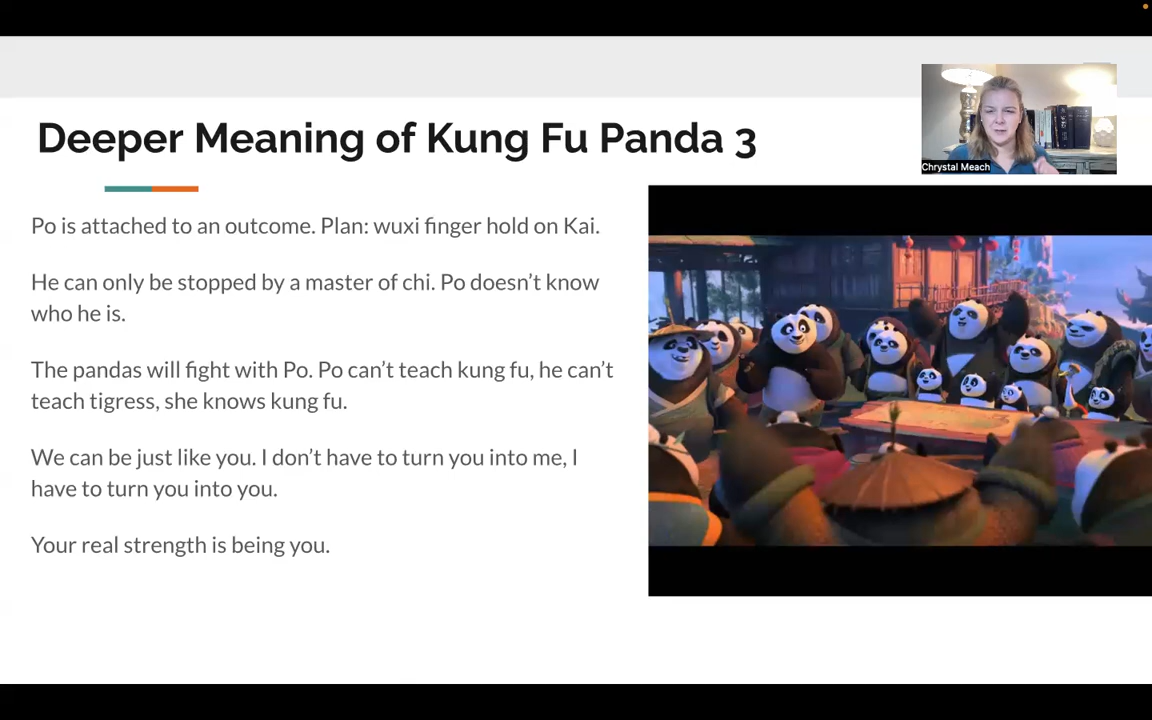 Deeper Meaning of Kung Fu Panda 3
Chrystal Meach
Po is attached to an outcome. Plan: wuxi finger hold on Kai.
He can only be stopped by a master of chi. Po doesn’t know
who he is.
The pandas will fight with Po. Po can’t teach kung fu, he can’t
teach tigress, she knows kung fu.
We can be just like you. I don’t have to turn you into me, I
have to turn you into you.
Your real strength is being you.